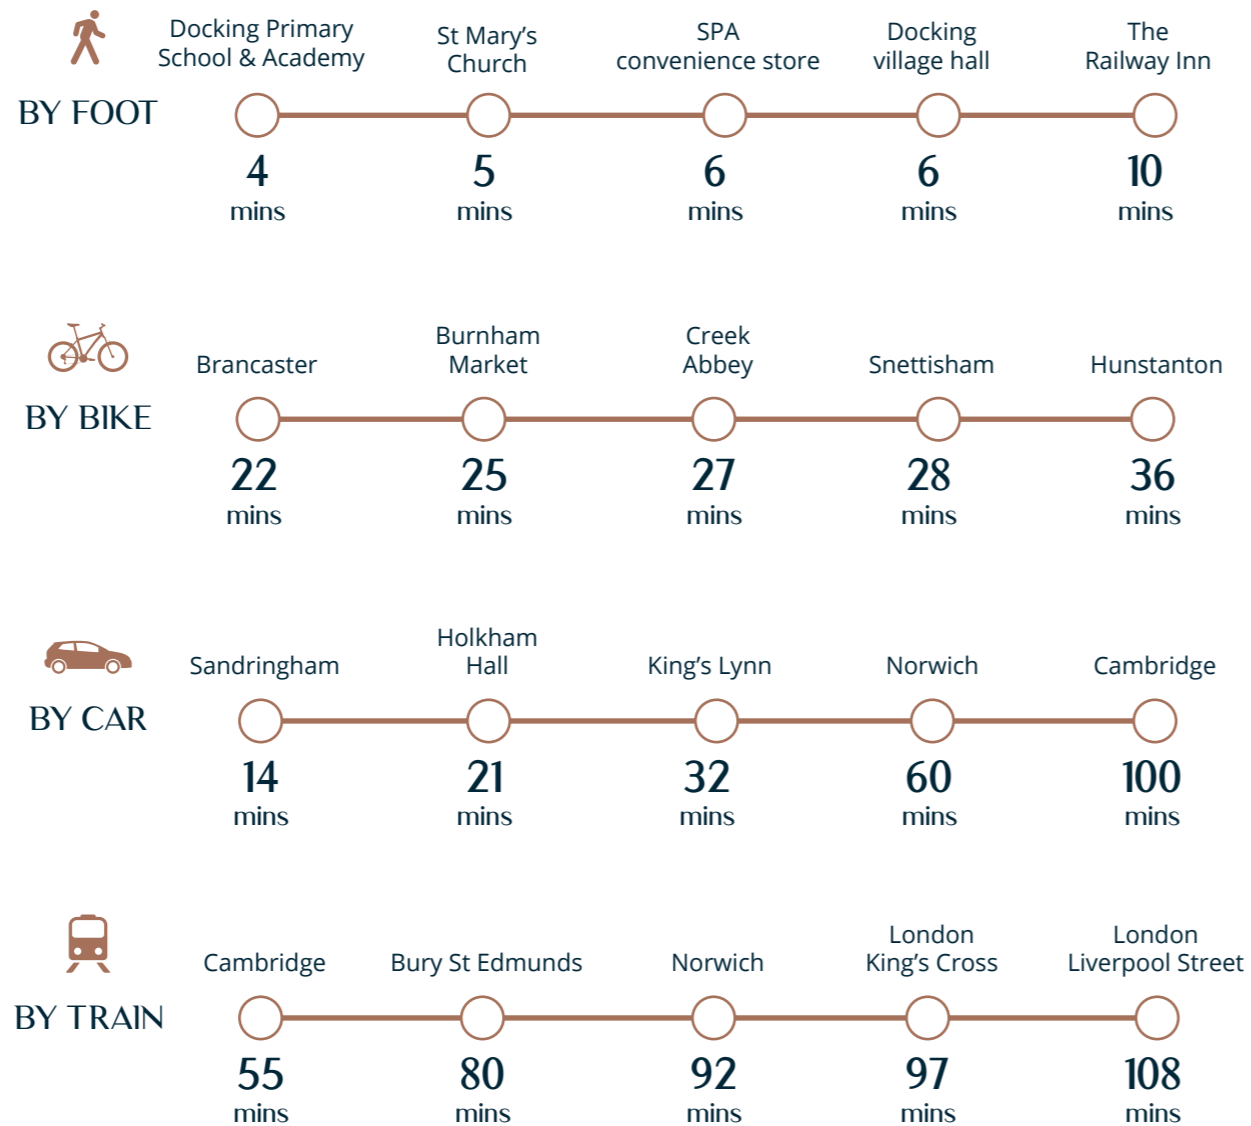 Docking Primary
School & Academy
St Mary’s
Church
SPA
convenience store
Docking
village hall
The
Railway Inn
BY FOOT
4
mins
5
mins
6
mins
6
mins
10
mins
Brancaster
Burnham
Market
Creek
Abbey
Snettisham
Hunstanton
BY BIKE
22
mins
25
mins
27
mins
28
mins
36
mins
Sandringham
Holkham
Hall
King’s Lynn
Norwich
Cambridge
BY CAR
14
mins
21
mins
32
mins
60
mins
100
mins
Cambridge
Bury St Edmunds
Norwich
London
King’s Cross
London
Liverpool Street
BY TRAIN
55
mins
80
mins
92
mins
97
mins
108
mins